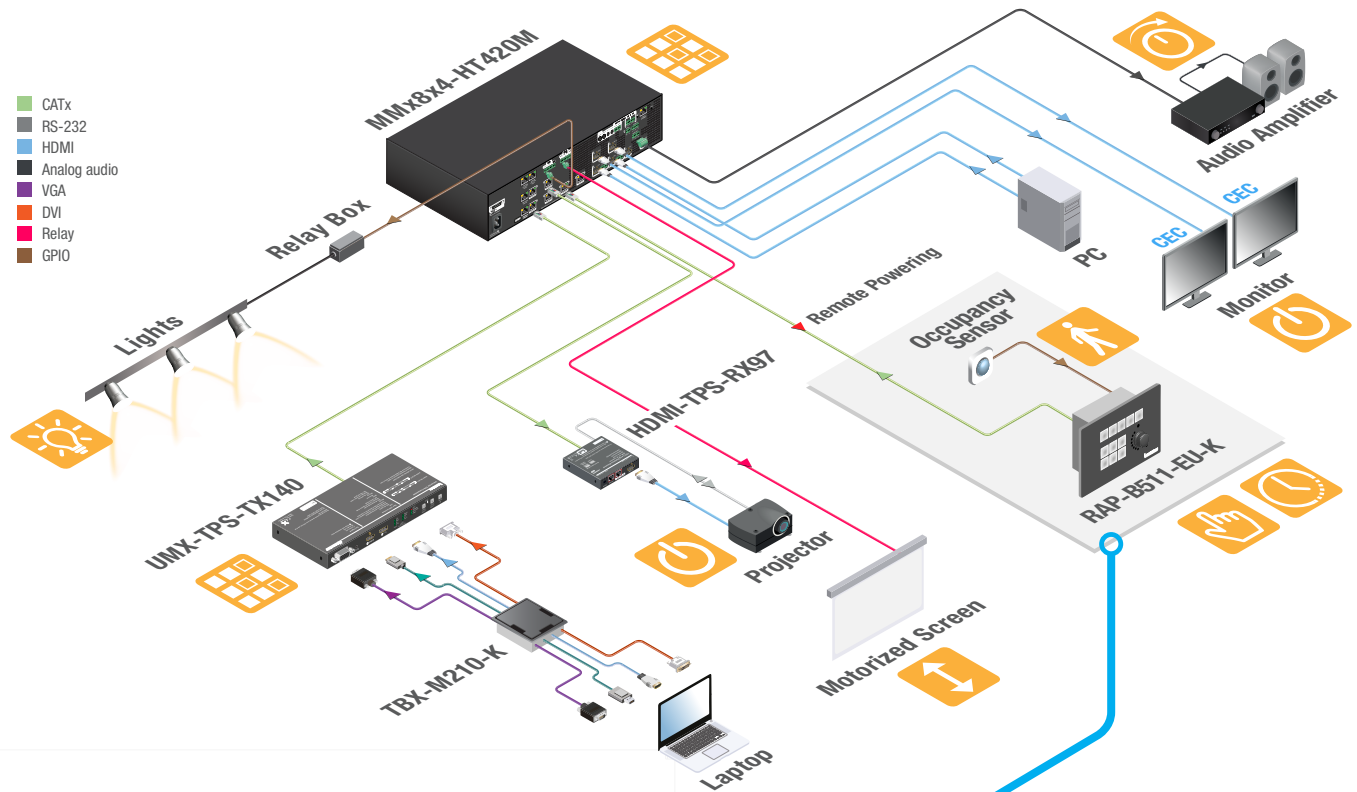 CATx
RS-232
HDMI
Analog audio
VGA
DVI
Relay
GPIO
MMx8x4-HT420M
Audio Amplifier
Relay Box
PC
CEC
CEC
Monitor
Lights
Remote Powering
Occupancy
Sensor
HDMI-TPS-RX97
RAP-B511-EU-K
UMX-TPS-TX140
Projector
TBX-M210-K
Motorized Screen
Laptop